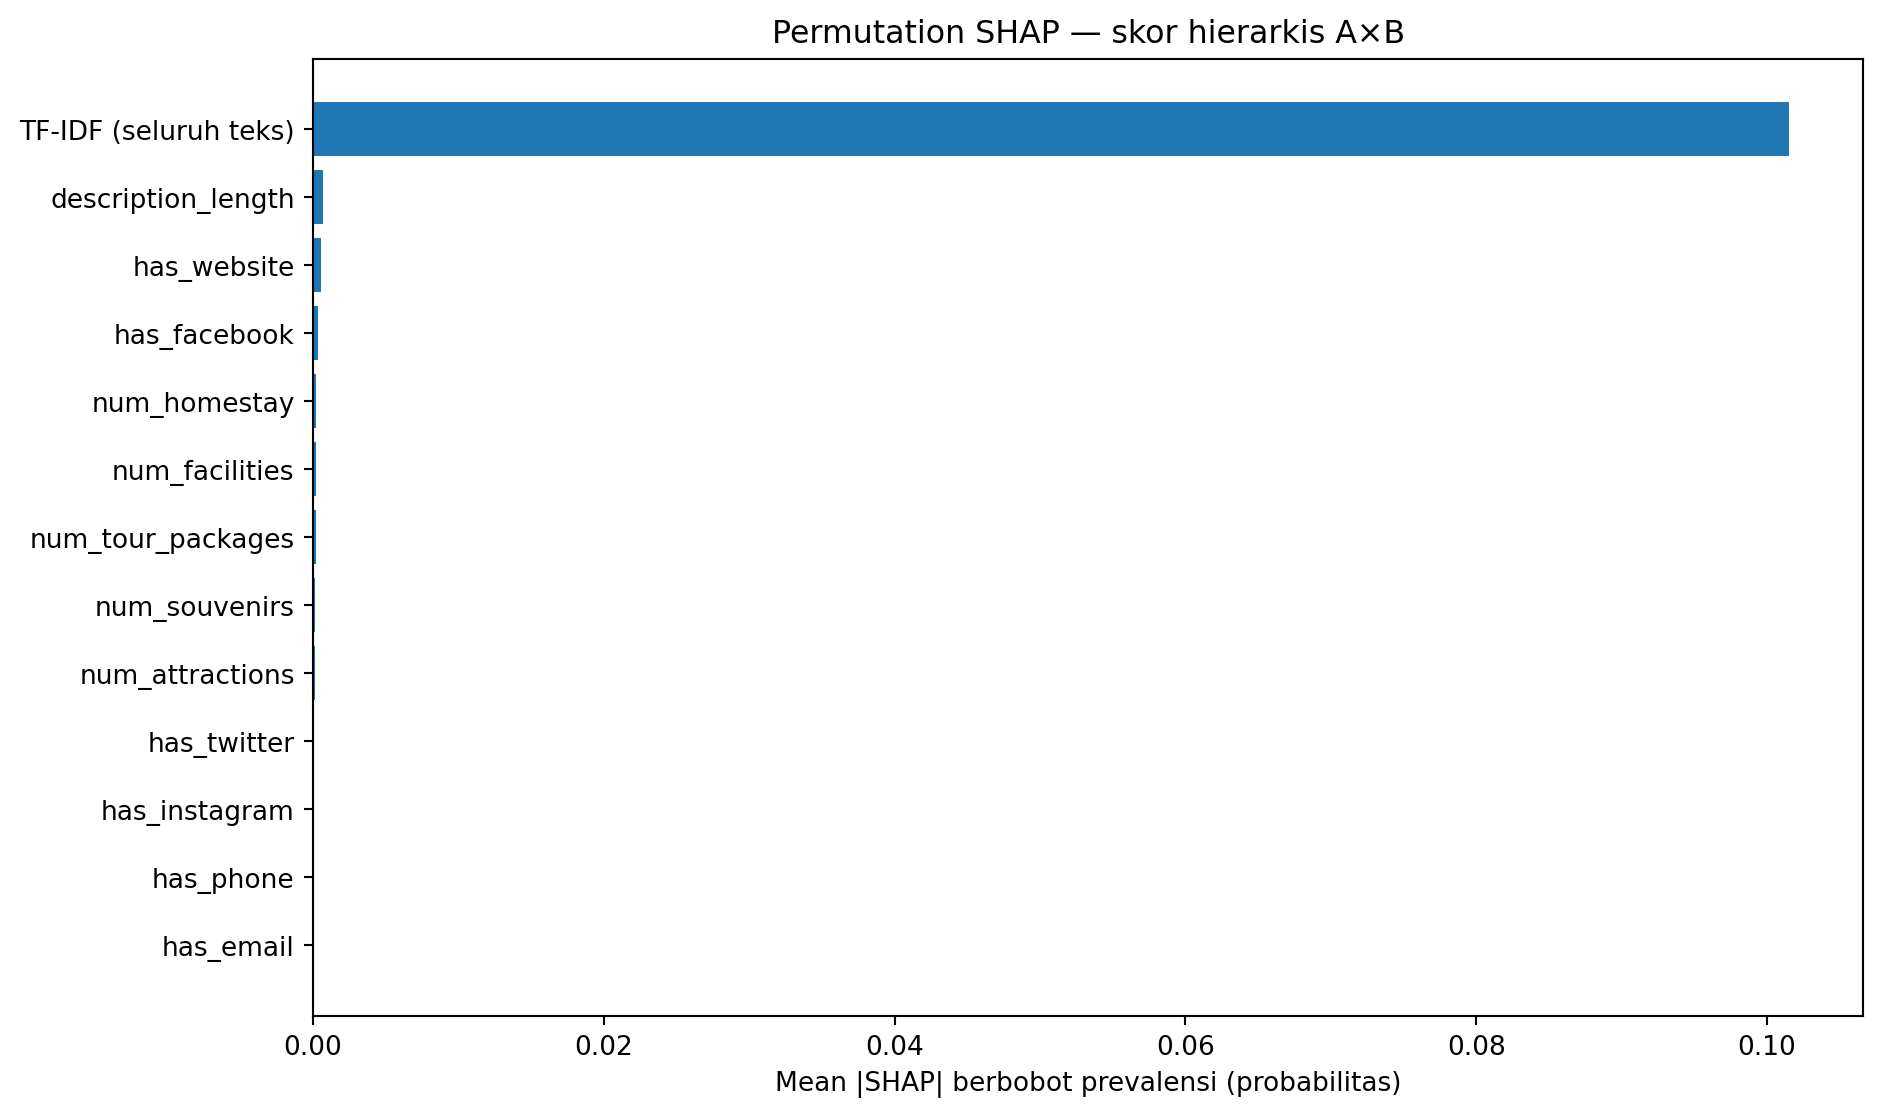 Permutation SHAP — skor hierarkis A×B
TF-IDF (seluruh teks)
description_length
has_website
has_facebook
num_homestay
num_facilities
num_tour_packages
num_souvenirs
num_attractions
has_twitter
has_instagram
has_phone
has_email
0.00 0.02 0.04 0.06 0.08 0.10
Mean |SHAP| berbobot prevalensi (probabilitas)